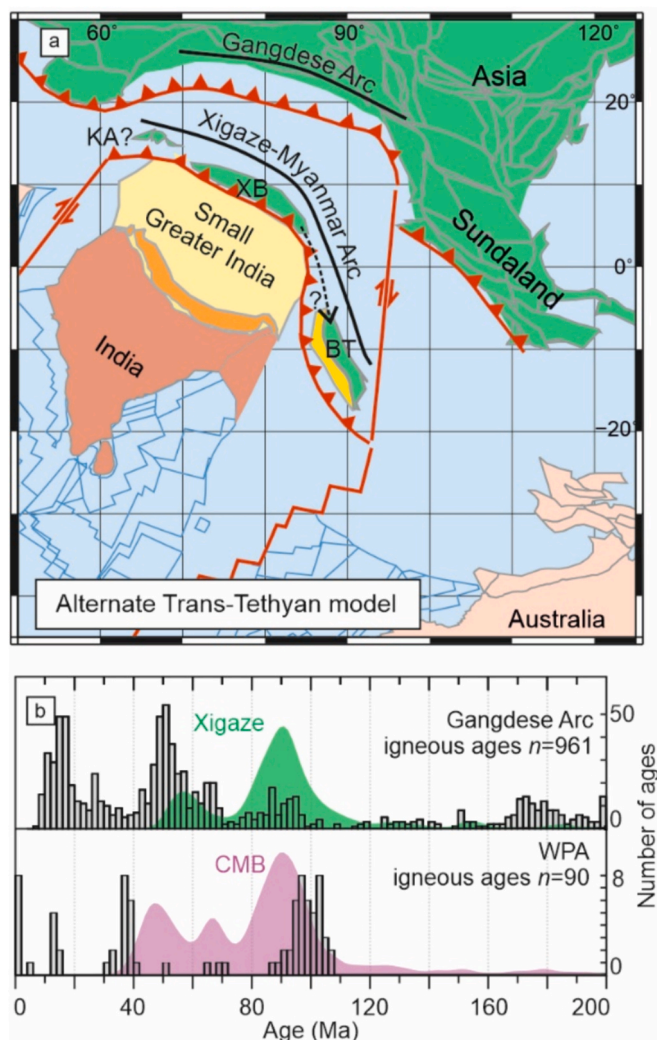 a
60°
90°
120°
Gangdese Arc
Asia
20°
KA?
Xigaze-Myanmar Arc
XB
Small
Greater India
Sundaland
0°
?
BT
India
−20°
Alternate Trans-Tethyan model
Australia
b
Xigaze
Gangdese Arc
igneous ages n=961
50
0
Number of ages
CMB
WPA
igneous ages n=90
8
0
0 40 80 120 160 200
Age (Ma)